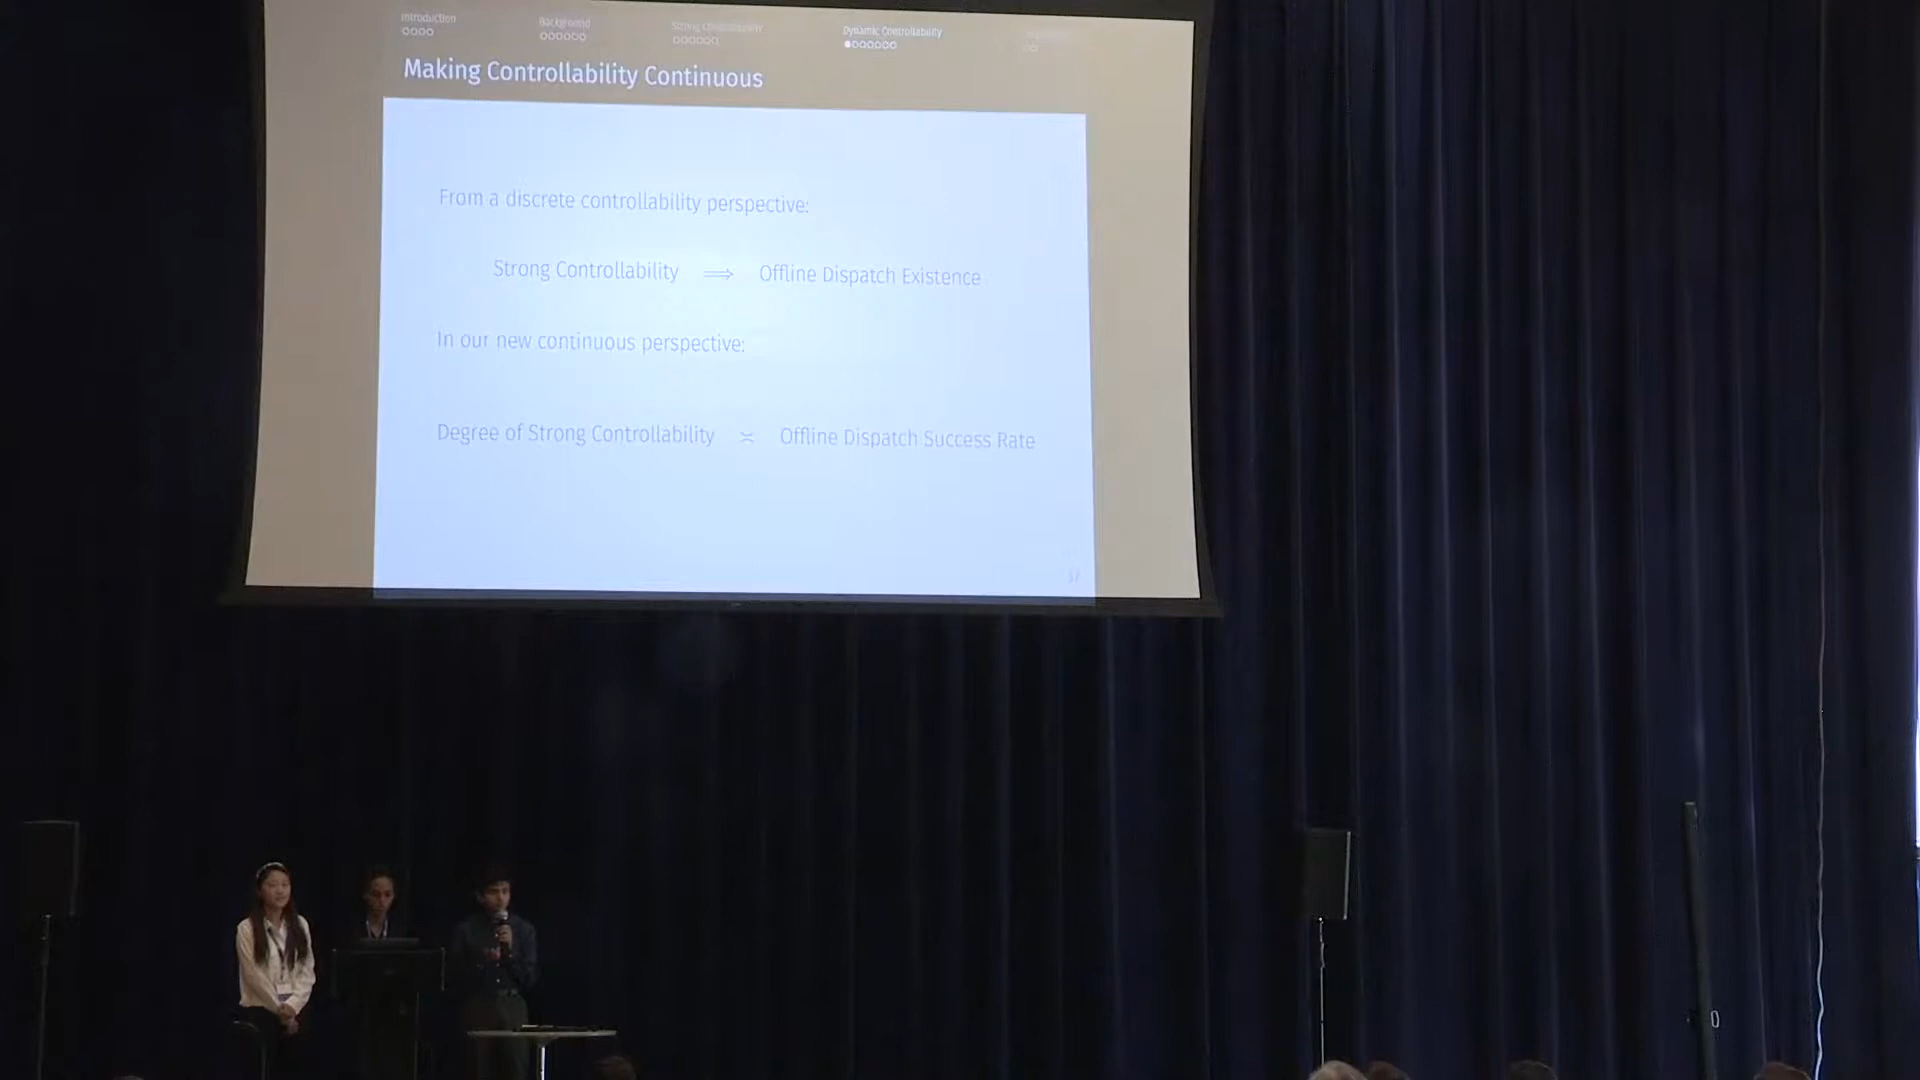 Introduction
Background
Strong Controllability
Dynamic Controllability
Making Controllability Continuous
From a discrete controllability perspective:
Strong Controllability ⟹ Offline Dispatch Existence
In our new continuous perspective:
Degree of Strong Controllability ≍ Offline Dispatch Success Rate